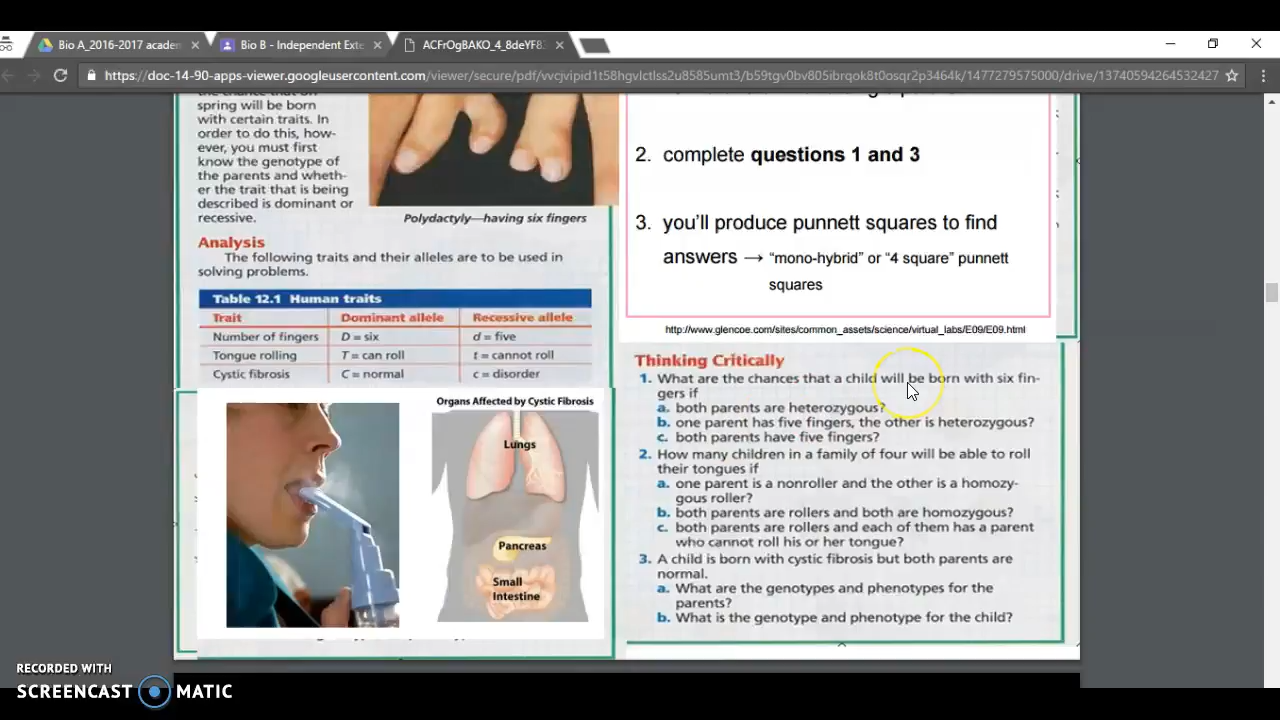 Bio A_2016-2017 academ
Bio B - Independent Exte
ACFrOgBAKO_4_8deYF8
https://doc-14-90-apps-viewer.googleusercontent.com/viewer/secure/pdf/vvcjvipid1t58hgvlctlss2u8585umt3/b59tgv0bv805ibrqok8t0osqr2p3464k/1477279575000/drive/13740594264532427
the chance that off
spring will be born
with certain traits. In
order to do this, how-
ever, you must first
know the genotype of
the parents and wheth-
er the trait that is being
described is dominant or
recessive.
Polydactyly—having six fingers
Analysis
The following traits and their alleles are to be used in
solving problems.
Table 12.1 Human traits
Trait Dominant allele Recessive allele
Number of fingers D = six d = five
Tongue rolling T = can roll t = cannot roll
Cystic fibrosis C = normal c = disorder
Organs Affected by Cystic Fibrosis
Lungs
Pancreas
Small
Intestine
2. complete questions 1 and 3
3. you'll produce punnett squares to find
answers → "mono-hybrid" or "4 square" punnett
squares
http://www.glencoe.com/sites/common_assets/science/virtual_labs/E09/E09.html
Thinking Critically
1. What are the chances that a child will be born with six fin-
gers if
a. both parents are heterozygous?
b. one parent has five fingers, the other is heterozygous?
c. both parents have five fingers?
2. How many children in a family of four will be able to roll
their tongues if
a. one parent is a nonroller and the other is a homozy-
gous roller?
b. both parents are rollers and both are homozygous?
c. both parents are rollers and each of them has a parent
who cannot roll his or her tongue?
3. A child is born with cystic fibrosis but both parents are
normal.
a. What are the genotypes and phenotypes for the
parents?
b. What is the genotype and phenotype for the child?
RECORDED WITH
SCREENCAST MATIC